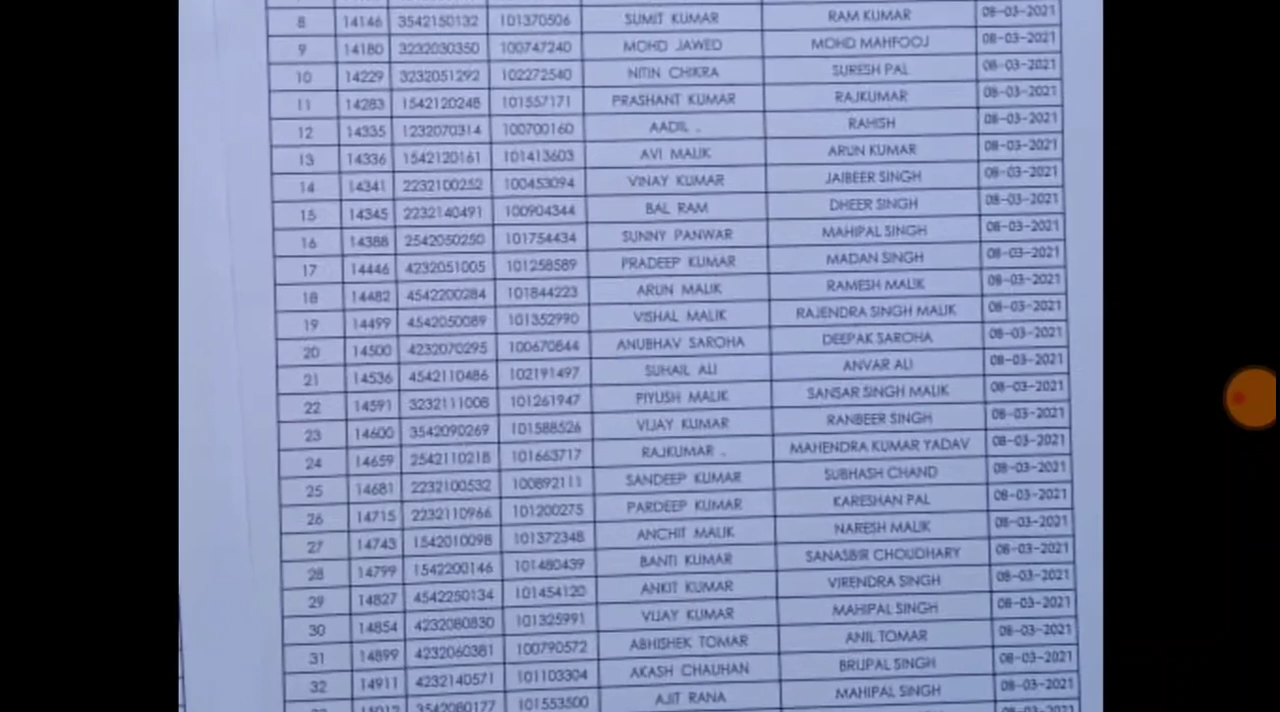 8 14146 3542150132 101370506 SUMIT KUMAR RAM KUMAR 08-03-2021
9 14180 3232030350 100747240 MOHD JAWED MOHD MAHFOOJ 08-03-2021
10 14229 3232051292 102272540 NITIN CHIKRA SURESH PAL 08-03-2021
11 14283 1542120248 101557171 PRASHANT KUMAR RAJKUMAR 08-03-2021
12 14335 1232070314 100700160 AADIL . RAHISH 08-03-2021
13 14336 1542120161 101413603 AVI MALIK ARUN KUMAR 08-03-2021
14 14341 2232100252 100453094 VINAY KUMAR JAIBEER SINGH 08-03-2021
15 14345 2232140491 100904344 BAL RAM DHEER SINGH 08-03-2021
16 14388 2542050250 101754434 SUNNY PANWAR MAHIPAL SINGH 08-03-2021
17 14446 4232051005 101258589 PRADEEP KUMAR MADAN SINGH 08-03-2021
18 14482 4542200284 101844223 ARUN MALIK RAMESH MALIK 08-03-2021
19 14499 4542050089 101352990 VISHAL MALIK RAJENDRA SINGH MALIK 08-03-2021
20 14500 4232070295 100670844 ANUBHAV SAROHA DEEPAK SAROHA 08-03-2021
21 14536 4542110486 102191497 SUHAIL ALI ANVAR ALI 08-03-2021
22 14591 3232111008 101261947 PIYUSH MALIK SANSAR SINGH MALIK 08-03-2021
23 14600 3542090269 101588526 VIJAY KUMAR RANBEER SINGH 08-03-2021
24 14659 2542110218 101663717 RAJKUMAR . MAHENDRA KUMAR YADAV 08-03-2021
25 14681 2232100532 100892111 SANDEEP KUMAR SUBHASH CHAND 08-03-2021
26 14715 2232110966 101200275 PARDEEP KUMAR KARESHAN PAL 08-03-2021
27 14743 1542010098 101372348 ANCHIT MALIK NARESH MALIK 08-03-2021
28 14799 1542200146 101480439 BANTI KUMAR SANASBIR CHOUDHARY 08-03-2021
29 14827 4542250134 101454120 ANKIT KUMAR VIRENDRA SINGH 08-03-2021
30 14854 4232080830 101325991 VIJAY KUMAR MAHIPAL SINGH 08-03-2021
31 14899 4232060381 100790572 ABHISHEK TOMAR ANIL TOMAR 08-03-2021
32 14911 4232140571 101103304 AKASH CHAUHAN BRUPAL SINGH 08-03-2021
3542080177 101553500 AJIT RANA MAHIPAL SINGH 08-03-2021